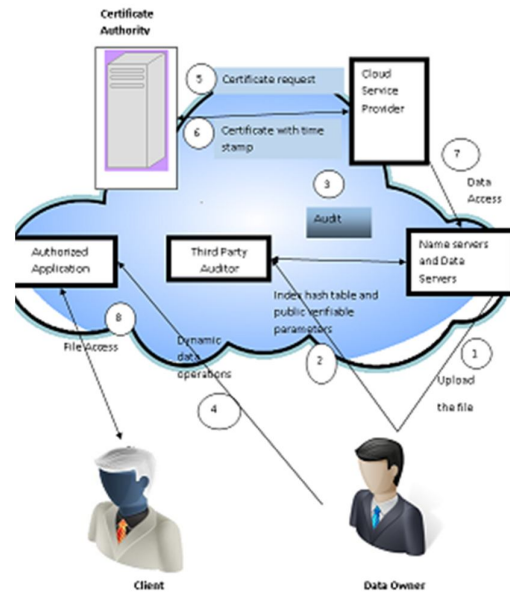 Certificate
Authority
5
Certificate request
6
Certificate with time
stamp
Cloud
Service
Provider
7
Data
Access
3
Audit
Authorized
Application
Third Party
Auditor
Name servers
and Data
Servers
Index hash table and
public verifiable
parameters
8
File Access
Dynamic
data
operations
2
1
Upload
the file
4
Client
Data Owner